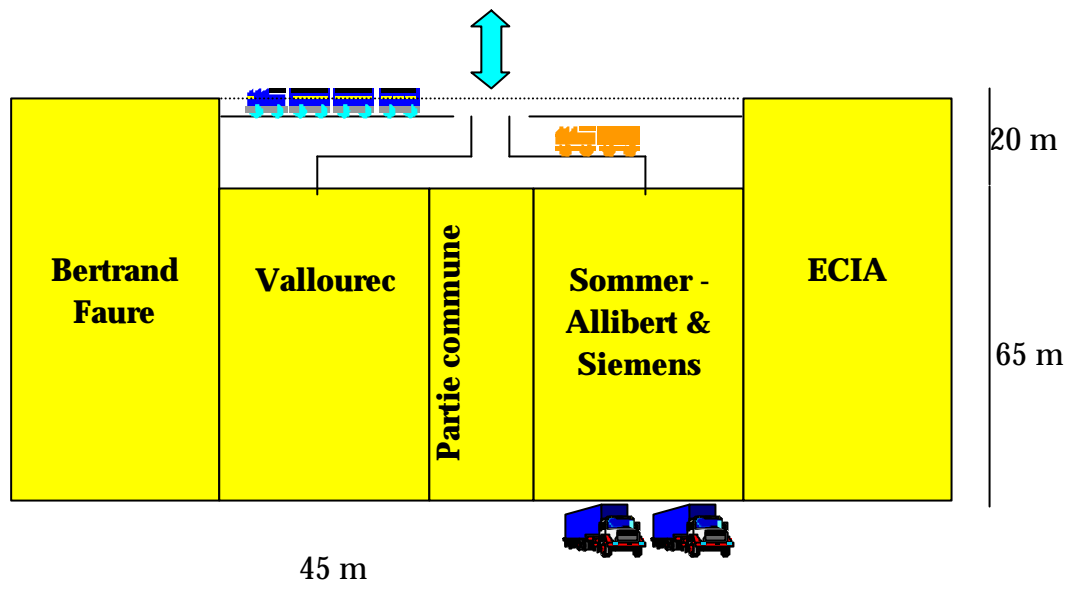 20 m
Bertrand
Faure
Vallourec
Partie commune
Sommer -
Allibert &
Siemens
ECIA
65 m
45 m